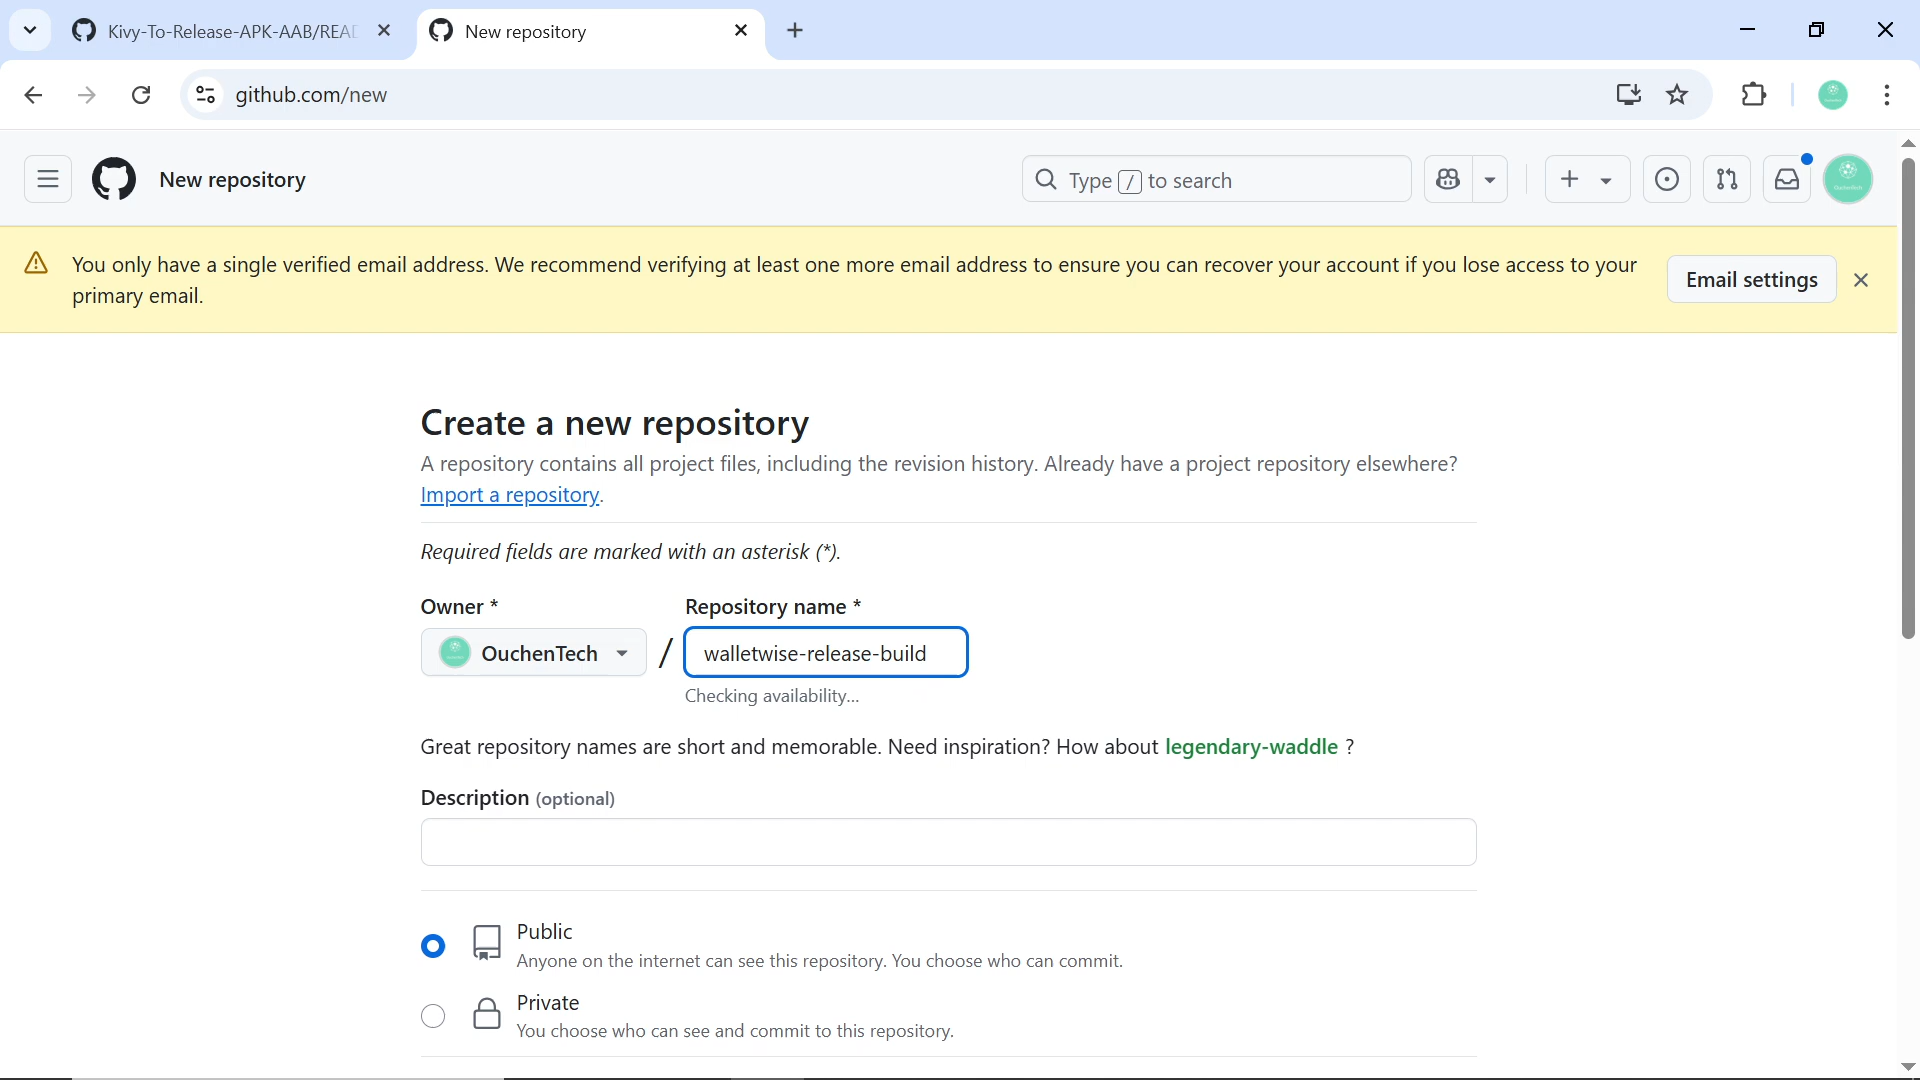 Kivy-To-Release-APK-AAB/REA
New repository
github.com/new
New repository
Type / to search
You only have a single verified email address. We recommend verifying at least one more email address to ensure you can recover your account if you lose access to your
primary email.
Email settings
Create a new repository
A repository contains all project files, including the revision history. Already have a project repository elsewhere?
Import a repository.
Required fields are marked with an asterisk (*).
Owner *
Repository name *
OuchenTech
/
walletwise-release-build
Checking availability...
Great repository names are short and memorable. Need inspiration? How about legendary-waddle ?
Description (optional)
Public
Anyone on the internet can see this repository. You choose who can commit.
Private
You choose who can see and commit to this repository.